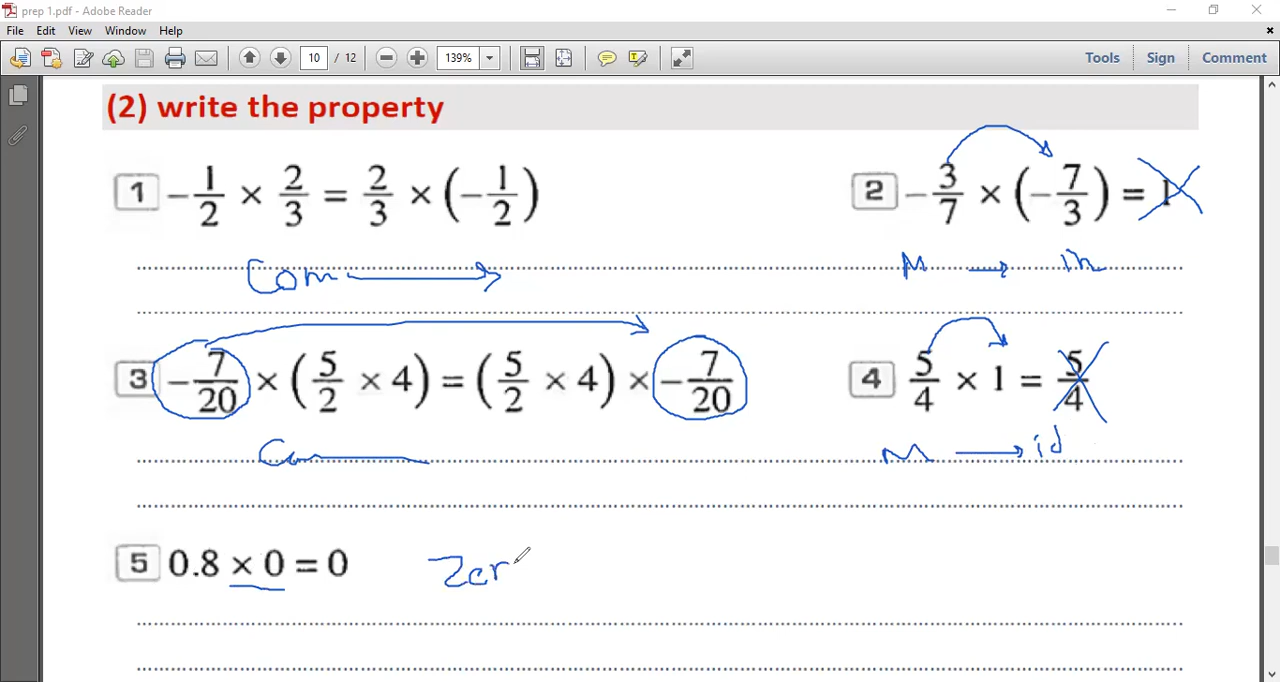 prep 1.pdf - Adobe Reader
File Edit View Window Help
10 / 12 139% Tools Sign Comment
(2) write the property
1 -1/2 × 2/3 = 2/3 × (-1/2)
2 -3/7 × (-7/3) = 1
Com
M → in
3 -7/20 × (5/2 × 4) = (5/2 × 4) × -7/20
4 5/4 × 1 = 5/4
Com
M → id
5 0.8 × 0 = 0 Zer